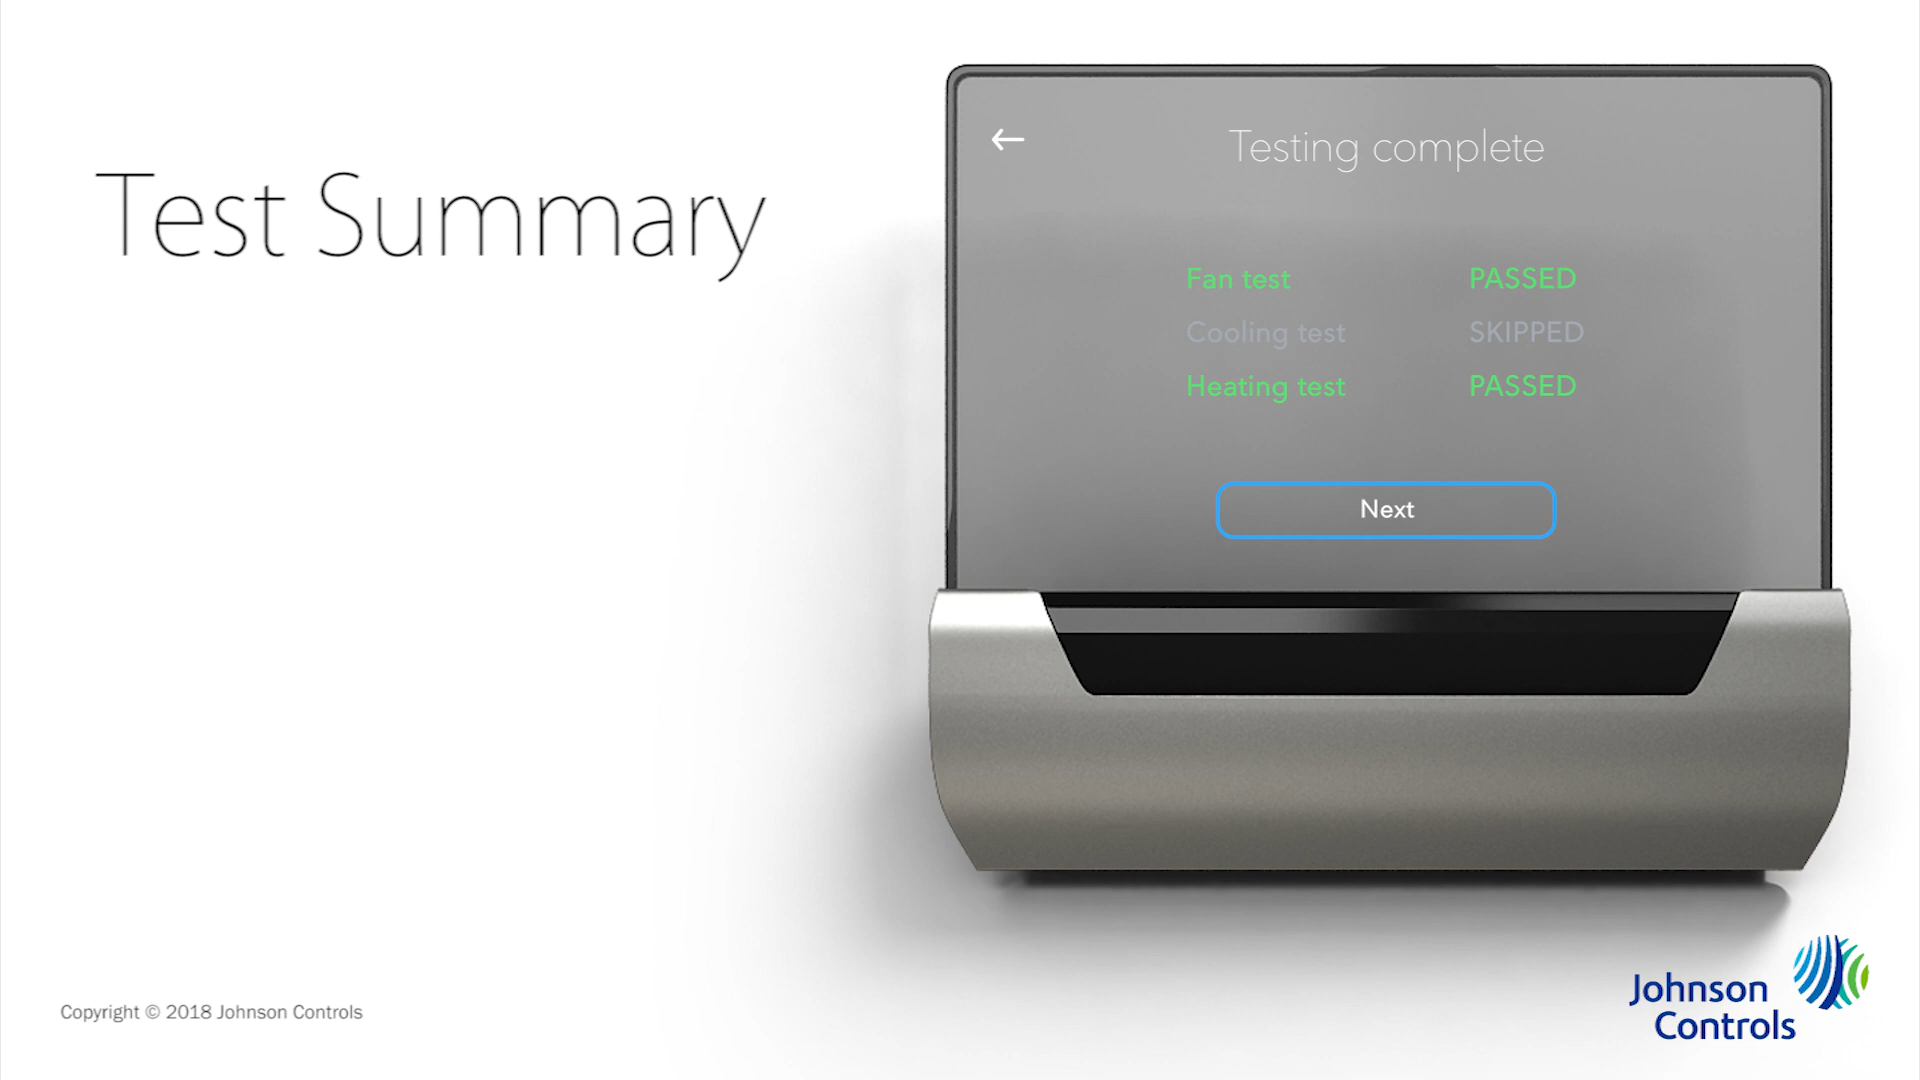 Test Summary
Testing complete
Fan test PASSED
Cooling test SKIPPED
Heating test PASSED
Next
Copyright © 2018 Johnson Controls
Johnson
Controls